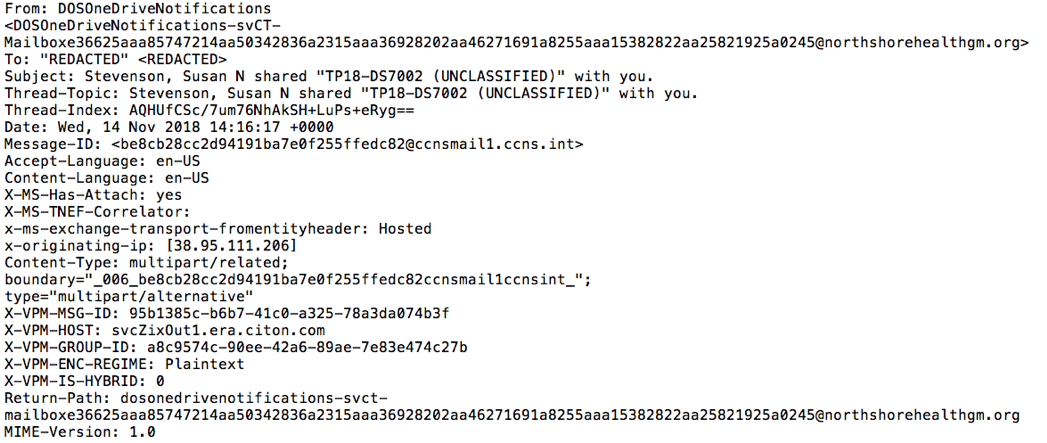 From: DOSOneDriveNotifications
<DOSOneDriveNotifications-svCT-
Mailboxe36625aaa85747214aa50342836a2315aaa36928202aa46271691a8255aaa15382822aa25821925a0245@northshorehealthgm.org>
To: "REDACTED" <REDACTED>
Subject: Stevenson, Susan N shared "TP18-DS7002 (UNCLASSIFIED)" with you.
Thread-Topic: Stevenson, Susan N shared "TP18-DS7002 (UNCLASSIFIED)" with you.
Thread-Index: AQHUfCSc/7um76NhAkSH+LuPs+eRyg==
Date: Wed, 14 Nov 2018 14:16:17 +0000
Message-ID: <be8cb28cc2d94191ba7e0f255ffedc82@ccnsmail1.ccns.int>
Accept-Language: en-US
Content-Language: en-US
X-MS-Has-Attach: yes
X-MS-TNEF-Correlator:
x-ms-exchange-transport-fromentityheader: Hosted
x-originating-ip: [38.95.111.206]
Content-Type: multipart/related;
boundary="_006_be8cb28cc2d94191ba7e0f255ffedc82ccnsmail1ccnsint_";
type="multipart/alternative"
X-VPM-MSG-ID: 95b1385c-b6b7-41c0-a325-78a3da074b3f
X-VPM-HOST: svcZixOut1.era.citon.com
X-VPM-GROUP-ID: a8c9574c-90ee-42a6-89ae-7e83e474c27b
X-VPM-ENC-REGIME: Plaintext
X-VPM-IS-HYBRID: 0
Return-Path: dosonedrivenotifications-svct-
mailboxe36625aaa85747214aa50342836a2315aaa36928202aa46271691a8255aaa15382822aa25821925a0245@northshorehealthgm.org
MIME-Version: 1.0